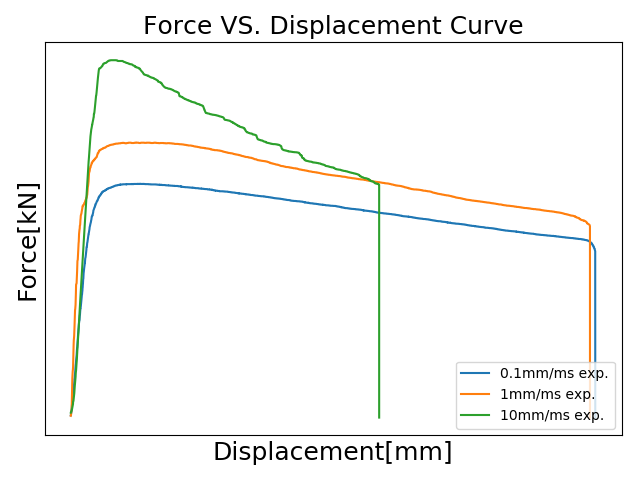 Force VS. Displacement Curve
Force[kN]
0.1mm/ms exp.
1mm/ms exp.
10mm/ms exp.
Displacement[mm]